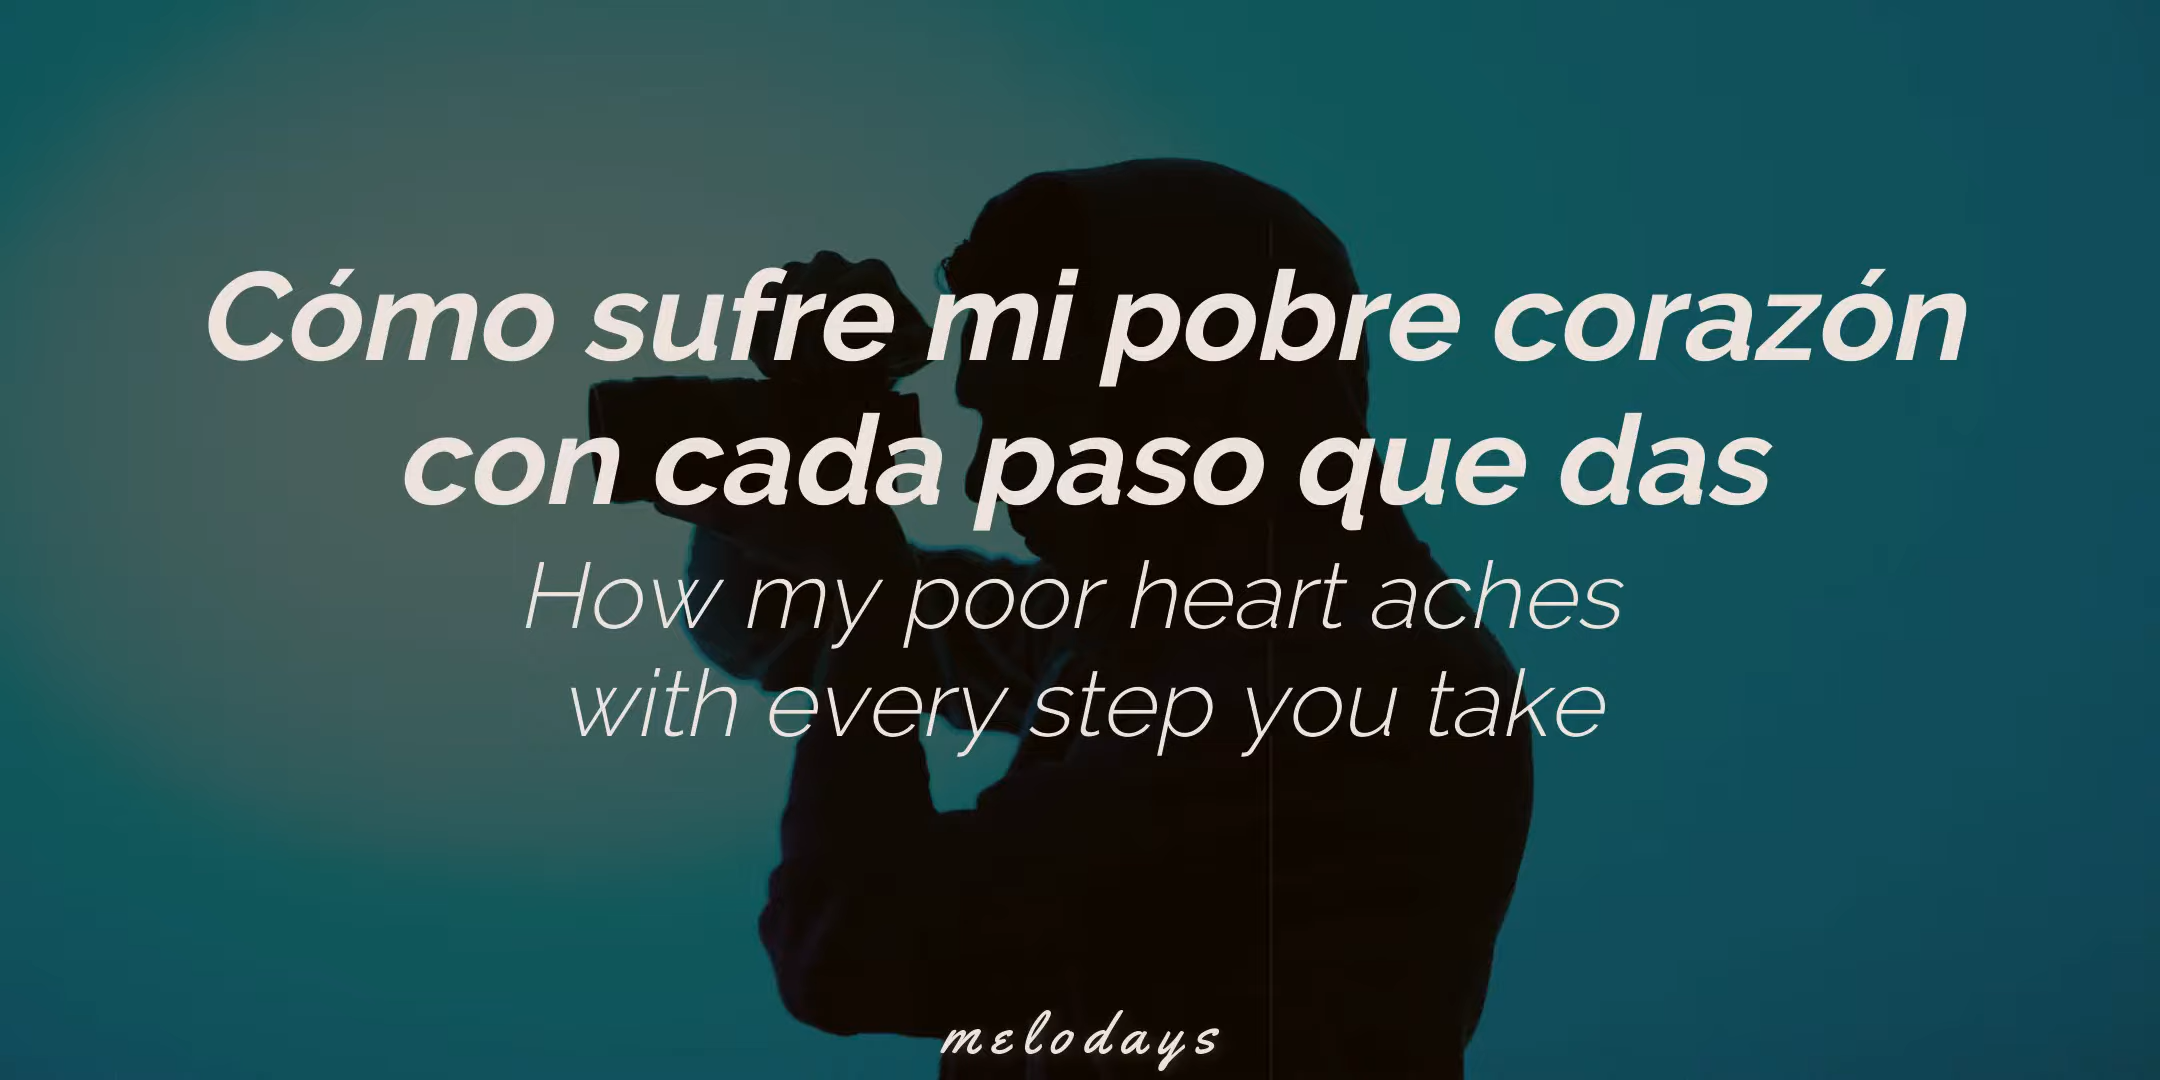 Cómo sufre mi pobre corazón
con cada paso que das
How my poor heart aches
with every step you take
melodays